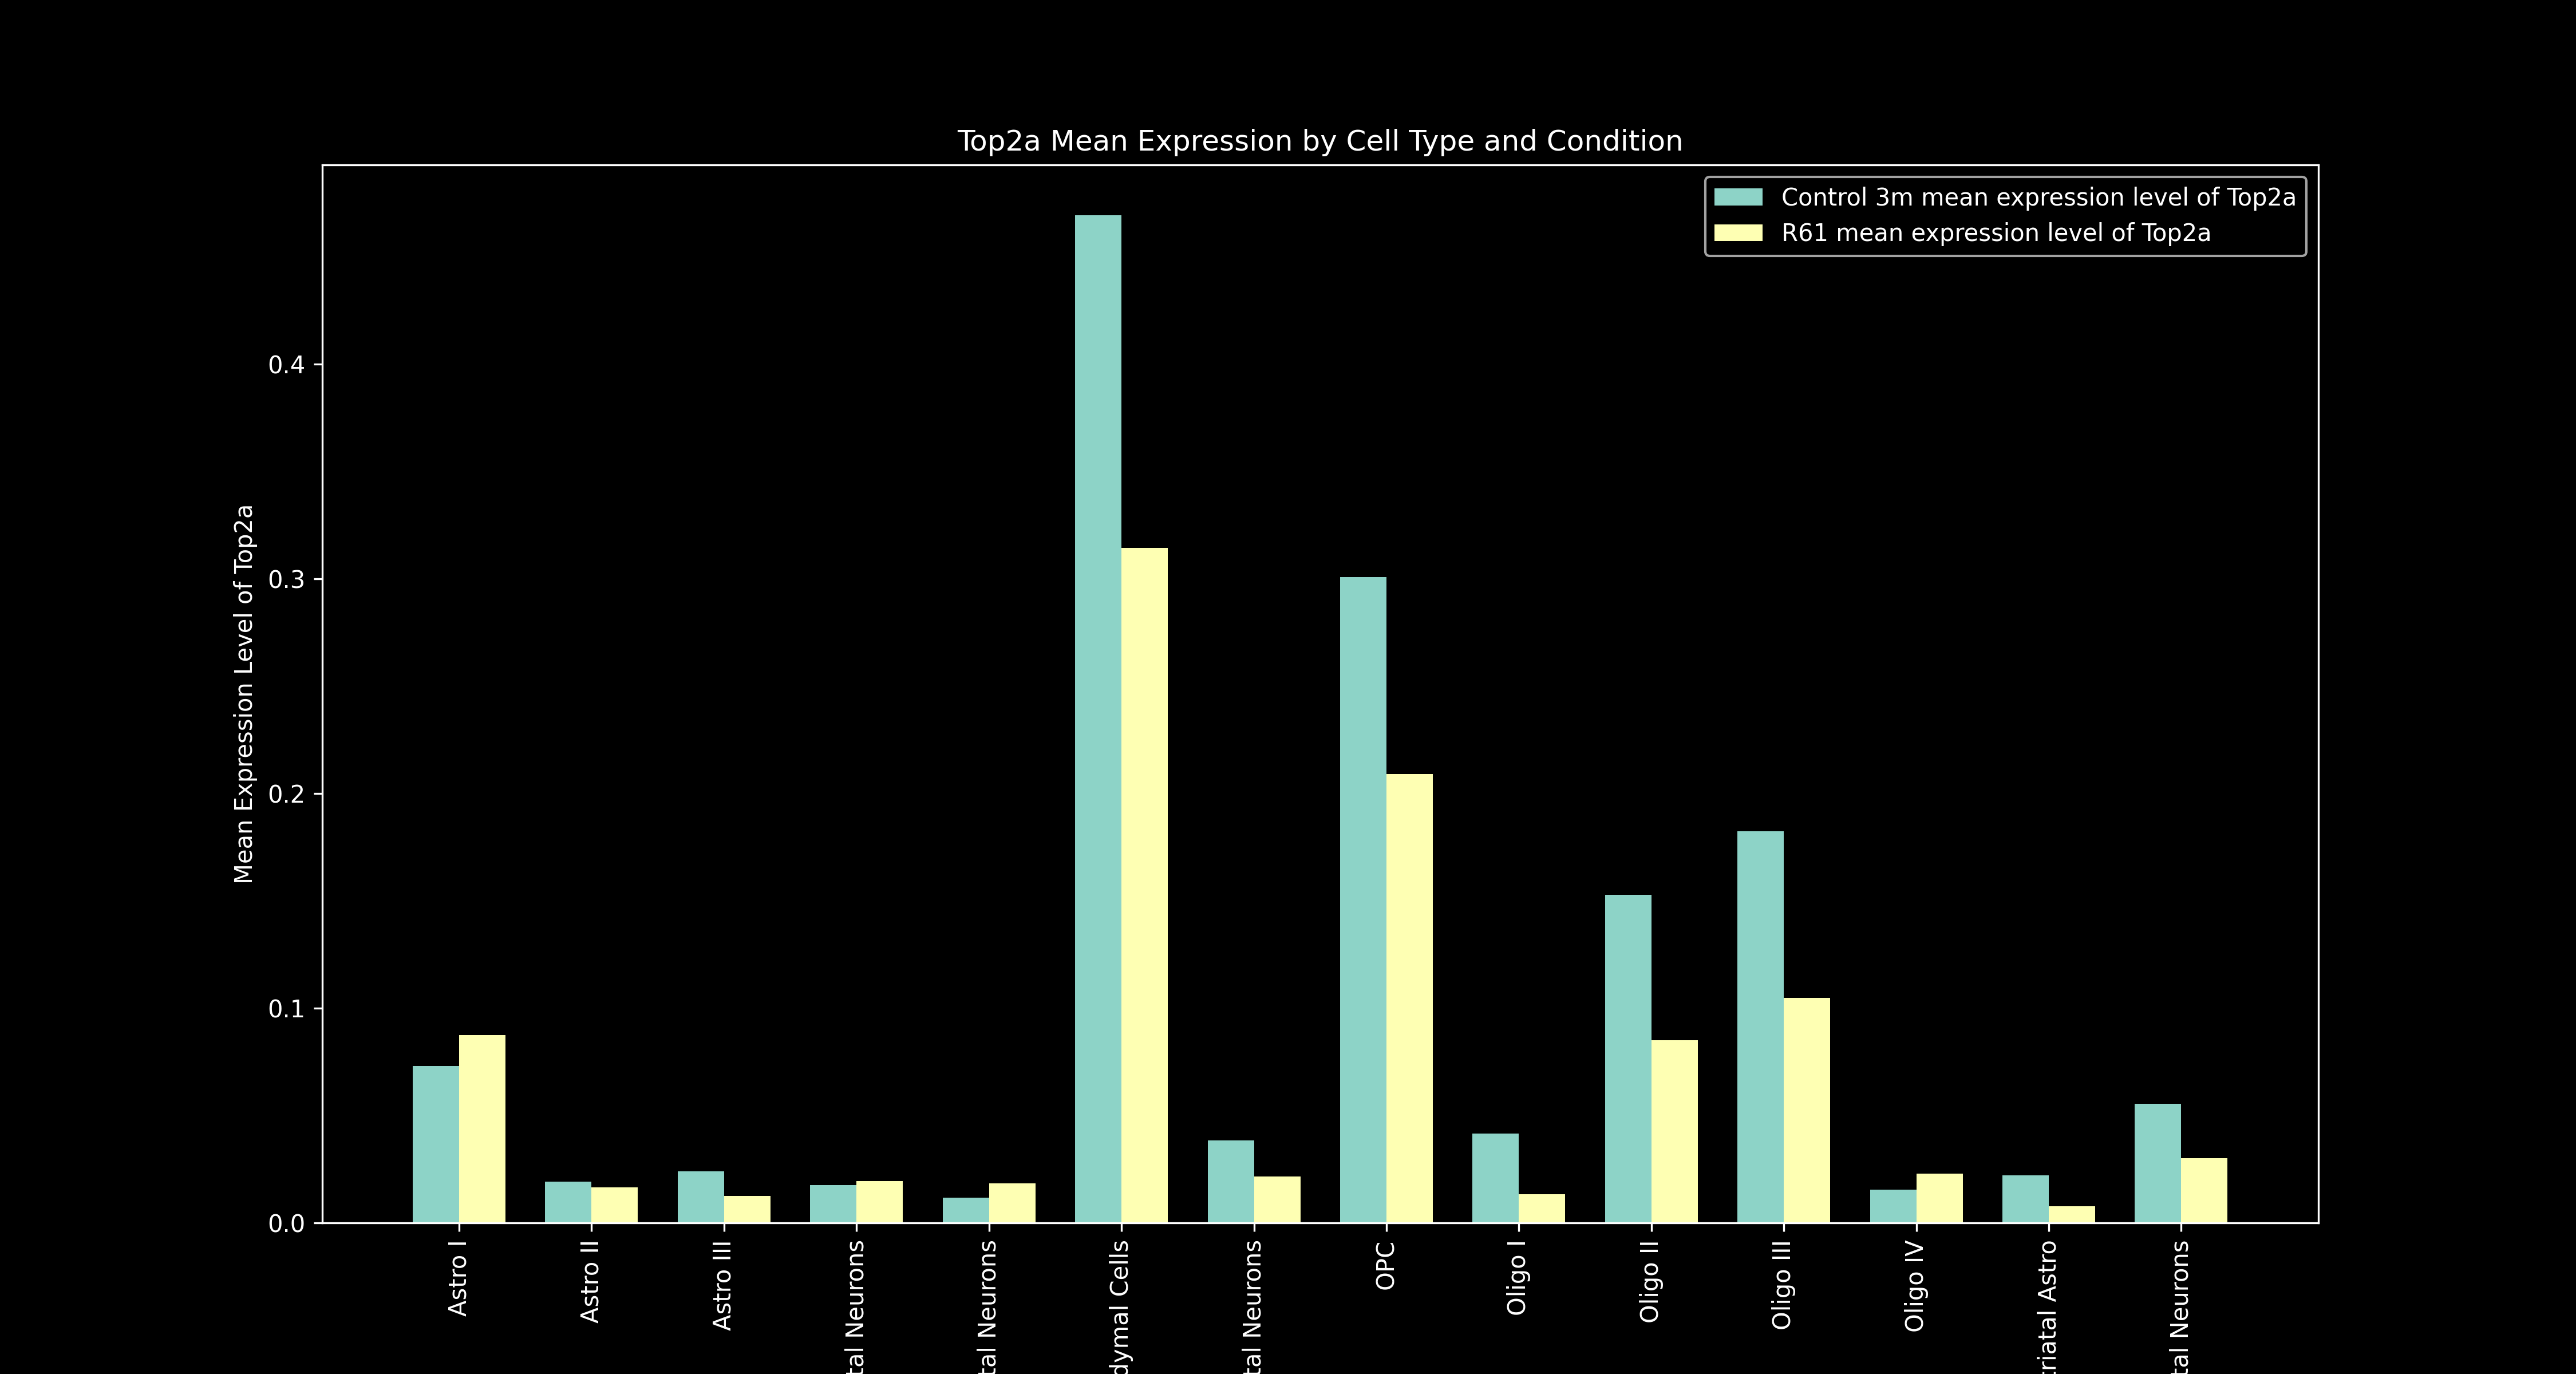 Top2a Mean Expression by Cell Type and Condition
Control 3m mean expression level of Top2a
R61 mean expression level of Top2a
Mean Expression Level of Top2a
0.4
0.3
0.2
0.1
0.0
Astro I
Astro II
Astro III
Neurons
Neurons
Cells
Neurons
OPC
Oligo I
Oligo II
Oligo III
Oligo IV
Astro
Neurons